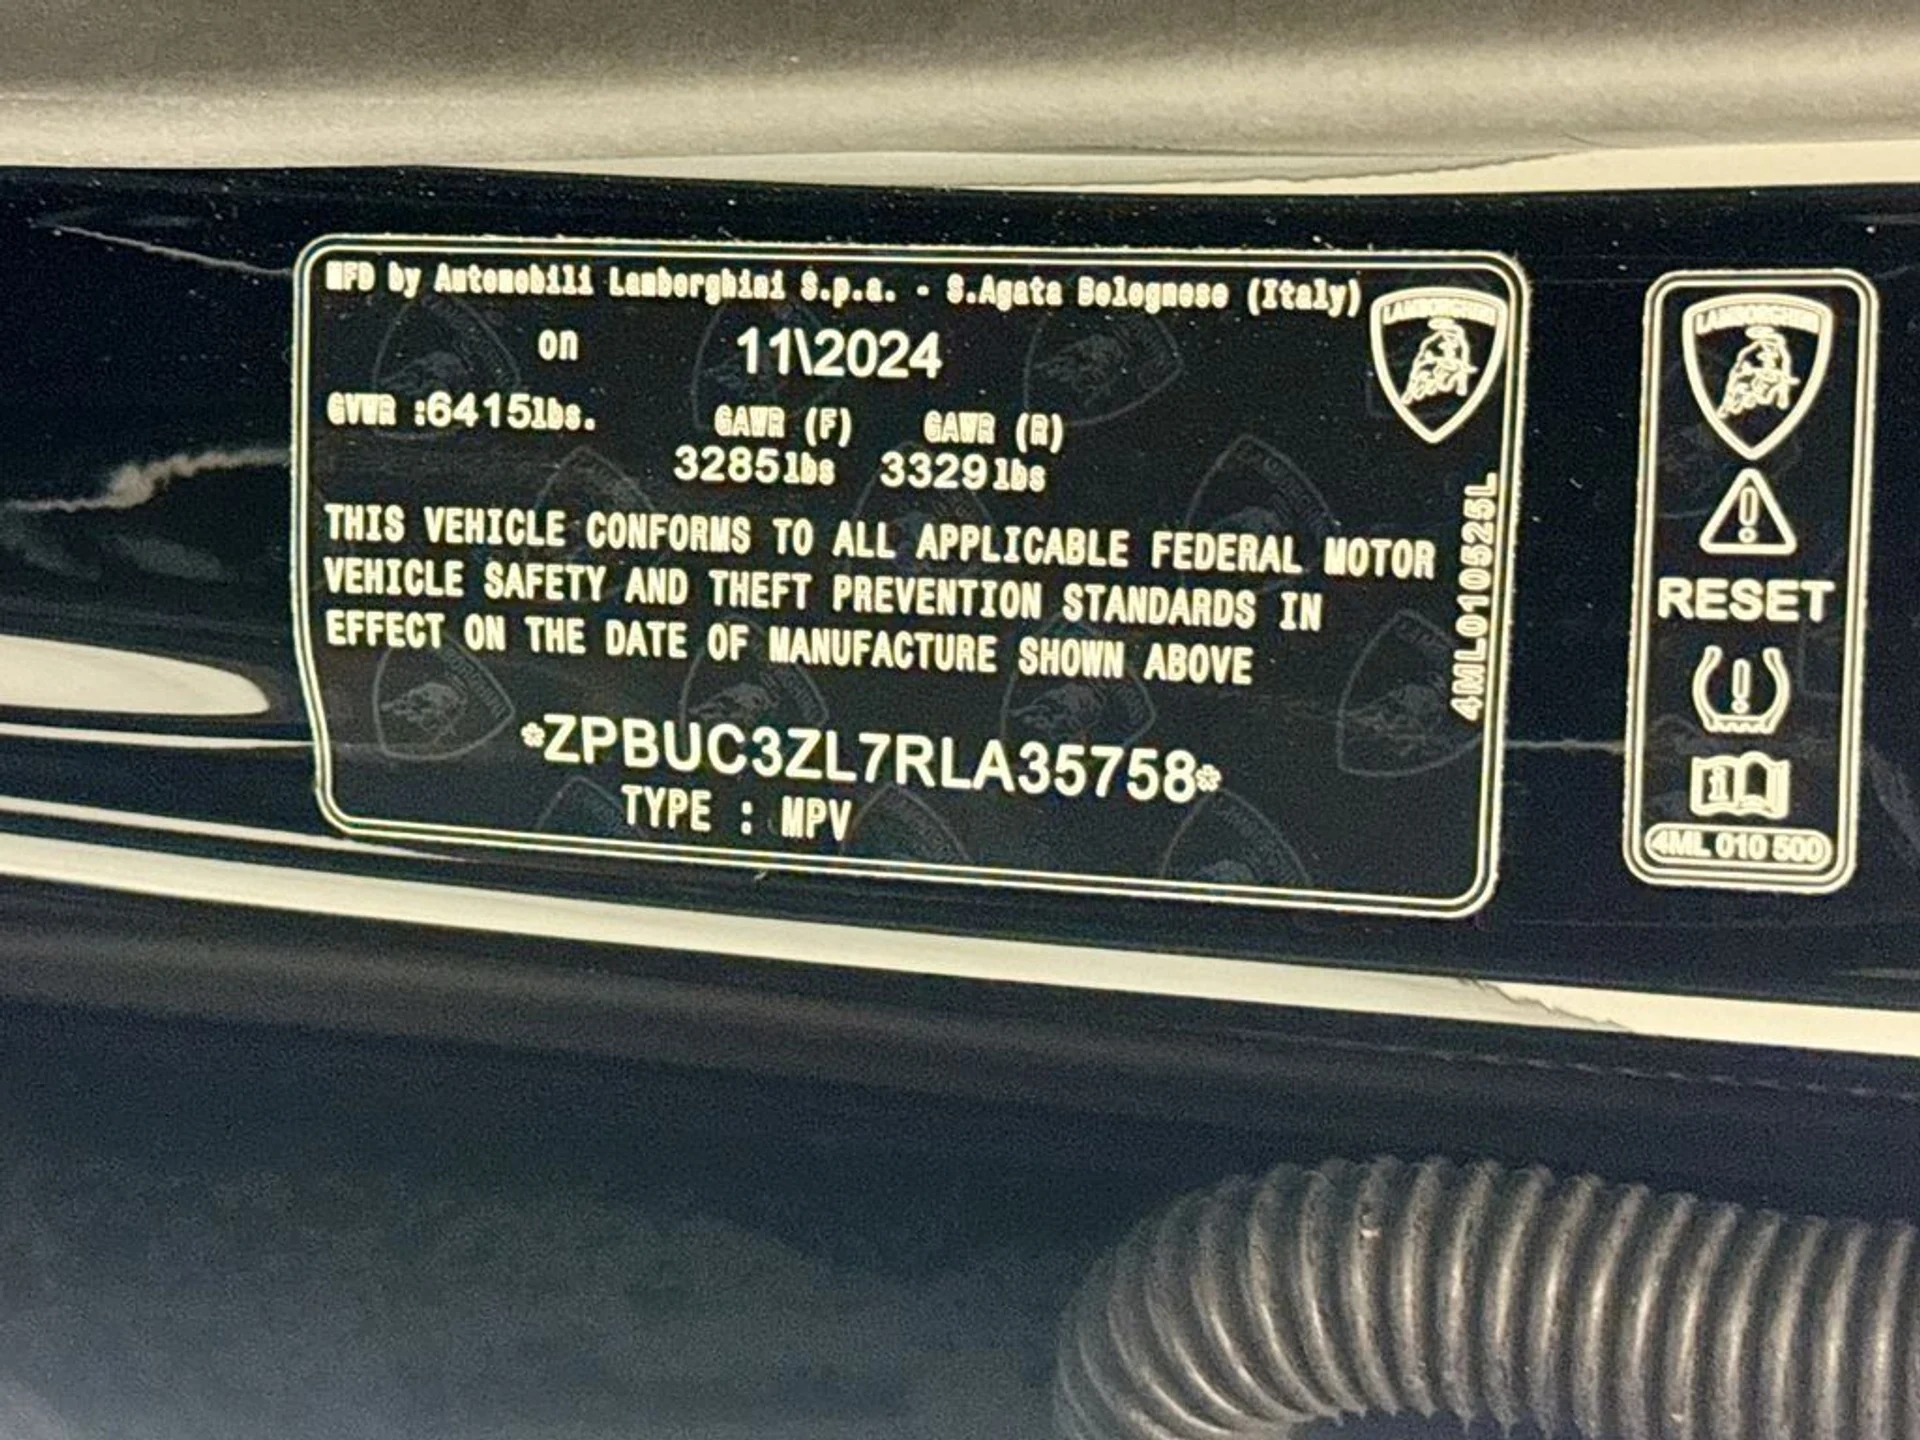 MFD by Automobili Lamborghini S.p.a. - S.Agata Bolognese (Italy)
on 11\2024
GVWR :6415lbs. GAWR (F) GAWR (R)
3285lbs 3329lbs
THIS VEHICLE CONFORMS TO ALL APPLICABLE FEDERAL MOTOR
VEHICLE SAFETY AND THEFT PREVENTION STANDARDS IN
EFFECT ON THE DATE OF MANUFACTURE SHOWN ABOVE
*ZPBUC3ZL7RLA35758*
TYPE : MPV
LAMBORGHINI
4ML010525L
LAMBORGHINI
RESET
4ML 010 500